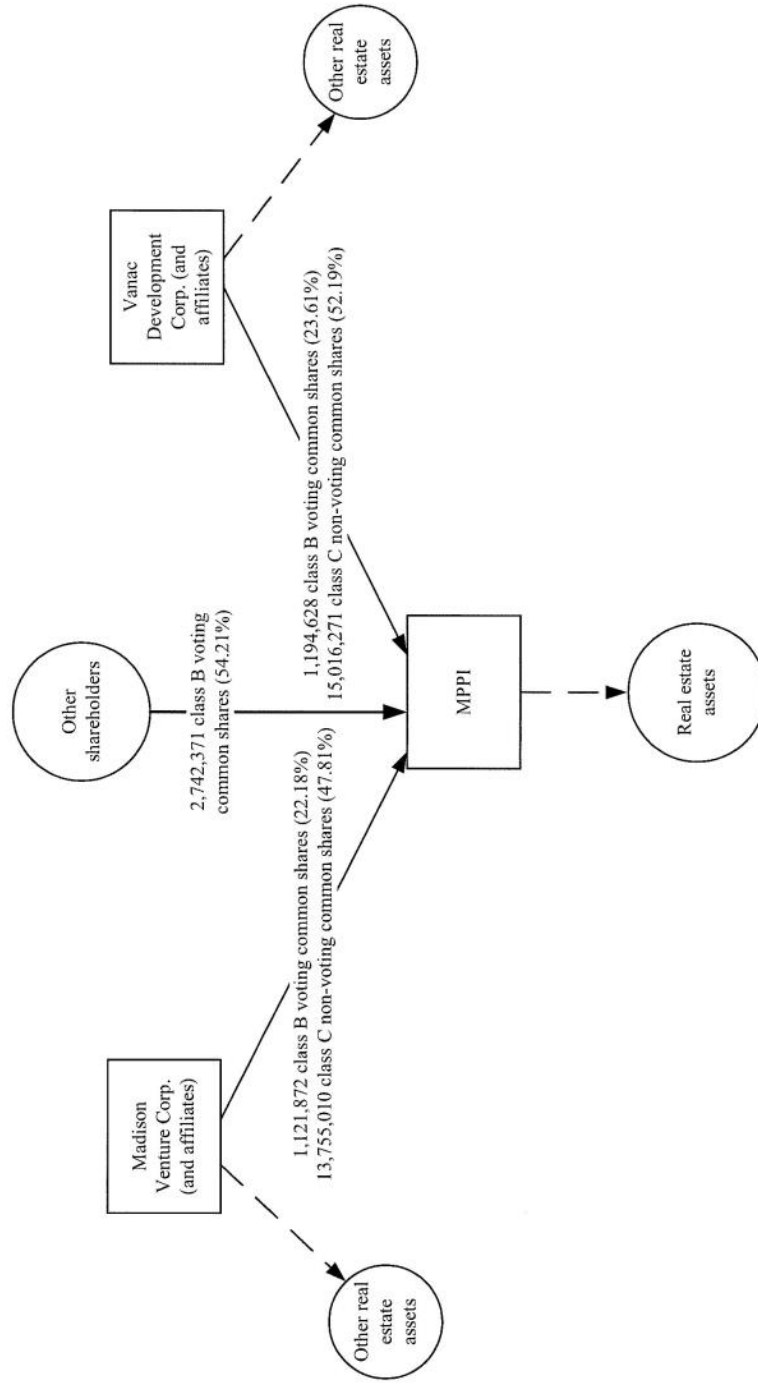 Other
shareholders
2,742,371 class B voting
common shares (54.21%)
Madison
Venture Corp.
(and affiliates)
Vanac
Development
Corp. (and
affiliates)
1,121,872 class B voting common shares (22.18%)
13,755,010 class C non-voting common shares (47.81%)
1,194,628 class B voting common shares (23.61%)
15,016,271 class C non-voting common shares (52.19%)
Other real
estate
assets
MPPI
Other real
estate
assets
Real estate
assets